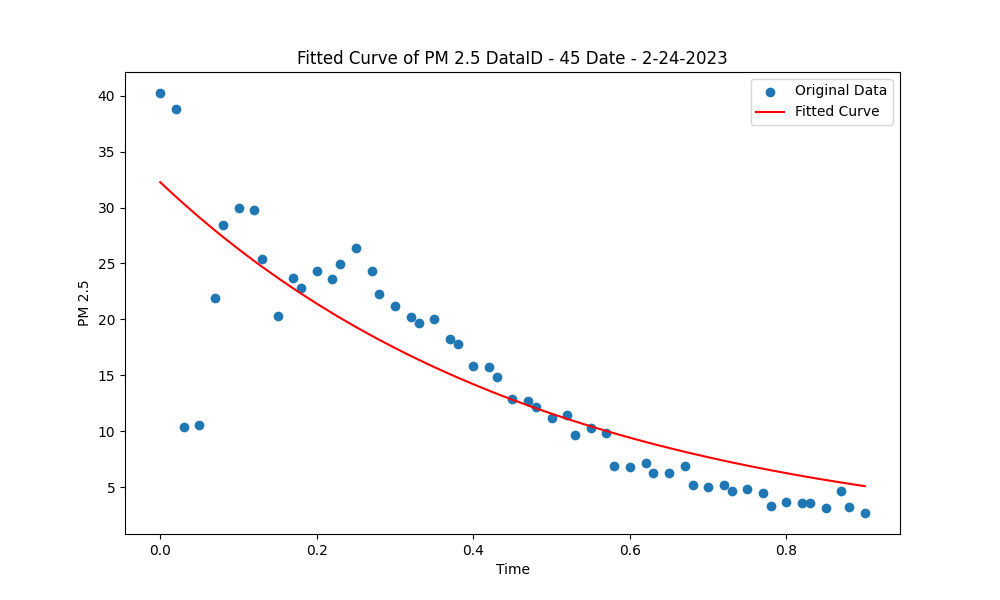 Fitted Curve of PM 2.5 DataID - 45 Date - 2-24-2023
Original Data
Fitted Curve
40
35
30
25
20
15
10
5
PM 2.5
0.0
0.2
0.4
0.6
0.8
Time